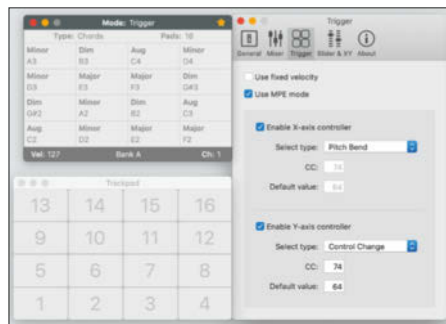 Mode: Trigger
Type: Chords Pads: 16
Minor Dim Aug Minor
A3 B3 C4 D4
Minor Major Major Minor
D3 E3 F3 G#3
Dim Minor Dim Minor
G#2 A2 B2 C3
Aug Minor Major Major
C2 D2 E2 F2
Vel: 127 Bank A Ch: 1
Trackpad
13 14 15 16
9 10 11 12
5 6 7 8
1 2 3 4
Trigger
General Mixer Trigger Slider & XY About
Use fixed velocity
Use MPE mode
Enable X-axis controller
Select type: Pitch Bend
CC: 74
Default value: 64
Enable Y-axis controller
Select type: Control Change
CC: 74
Default value: 64